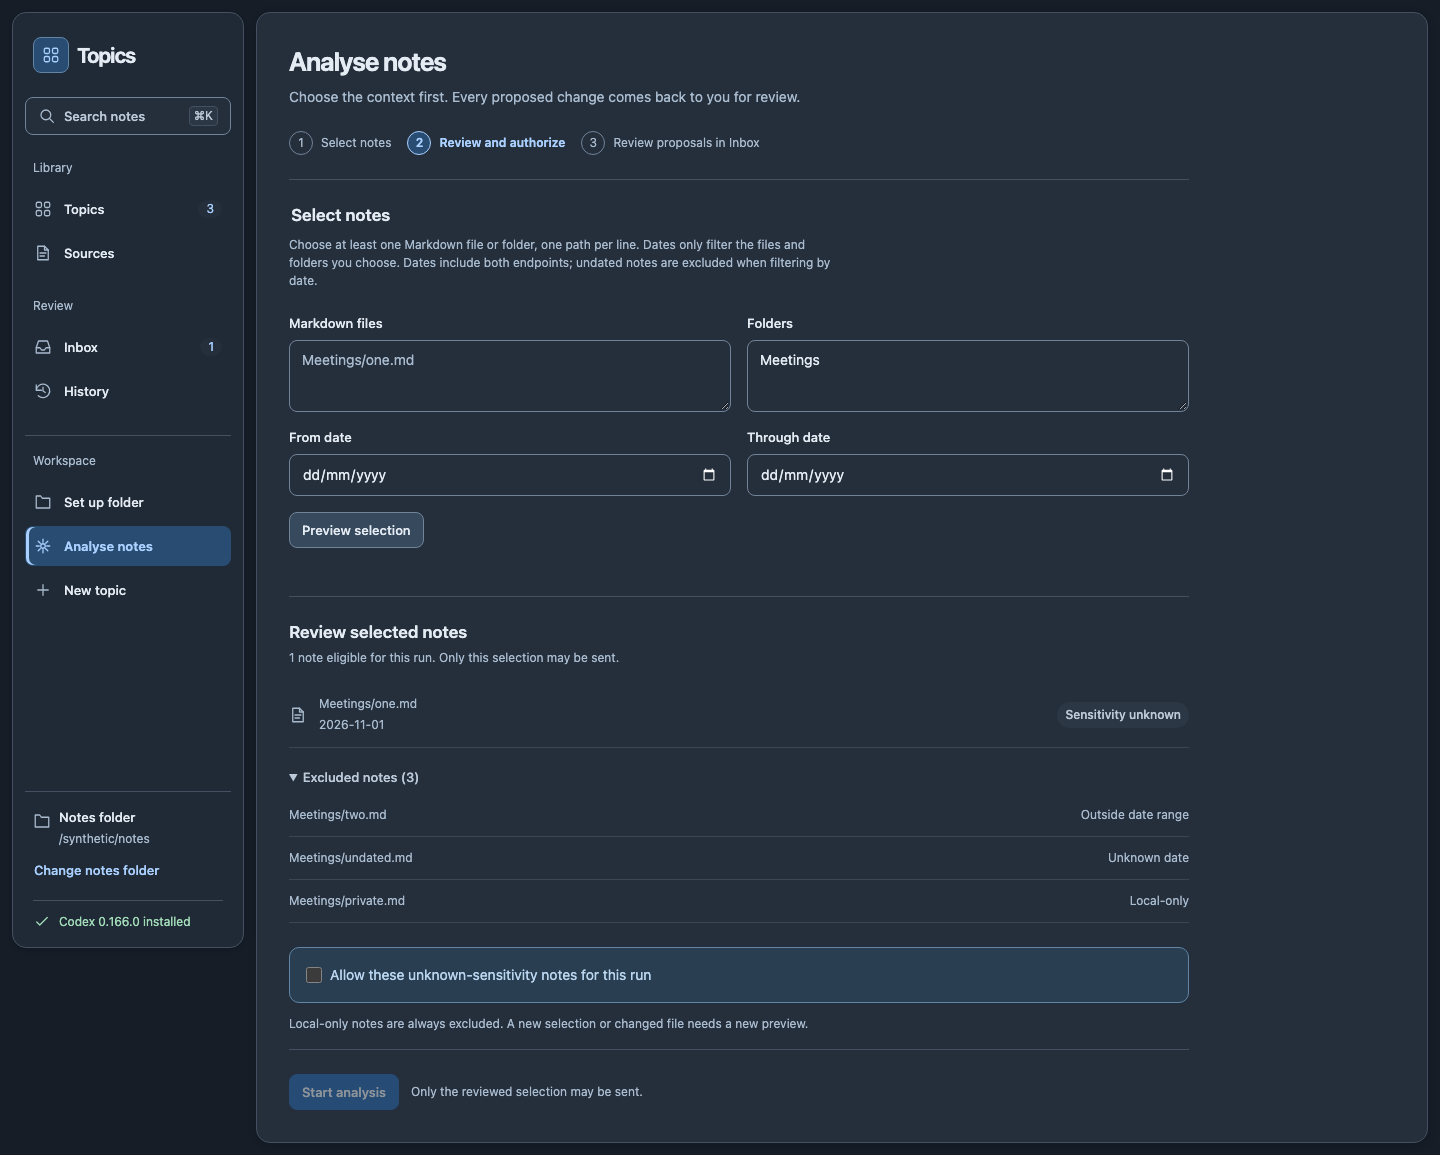 Topics
Search notes ⌘K
Library
Topics 3
Sources
Review
Inbox 1
History
Workspace
Set up folder
Analyse notes
New topic
Notes folder
/synthetic/notes
Change notes folder
Codex 0.166.0 installed
Analyse notes
Choose the context first. Every proposed change comes back to you for review.
1 Select notes 2 Review and authorize 3 Review proposals in Inbox
Select notes
Choose at least one Markdown file or folder, one path per line. Dates only filter the files and
folders you choose. Dates include both endpoints; undated notes are excluded when filtering by
date.
Markdown files Folders
Meetings/one.md Meetings
From date Through date
dd/mm/yyyy dd/mm/yyyy
Preview selection
Review selected notes
1 note eligible for this run. Only this selection may be sent.
Meetings/one.md
2026-11-01
Sensitivity unknown
Excluded notes (3)
Meetings/two.md Outside date range
Meetings/undated.md Unknown date
Meetings/private.md Local-only
Allow these unknown-sensitivity notes for this run
Local-only notes are always excluded. A new selection or changed file needs a new preview.
Start analysis Only the reviewed selection may be sent.